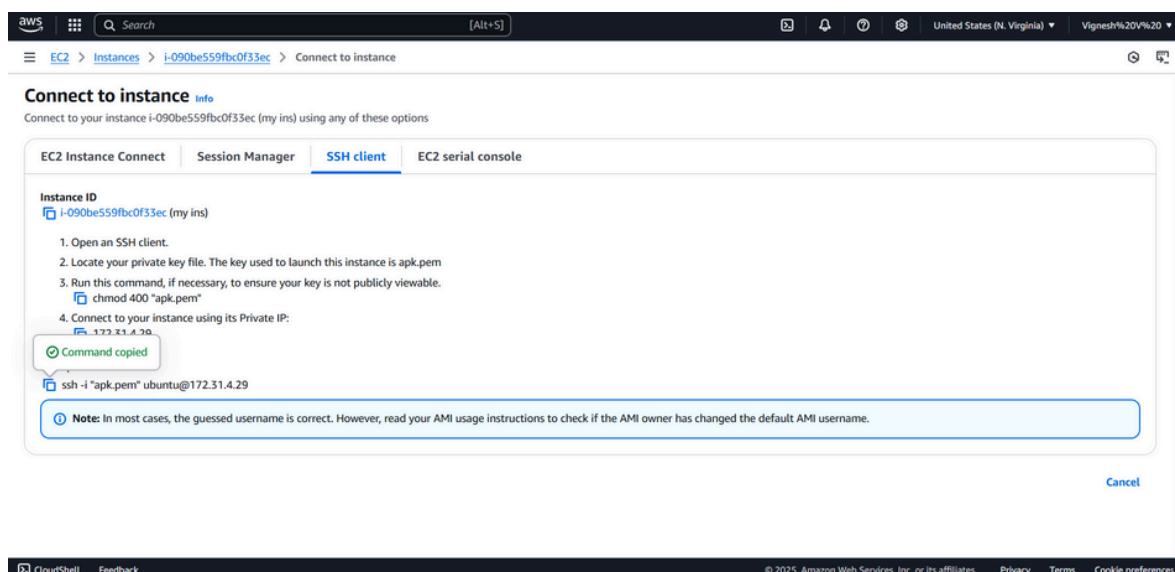 aws Search [Alt+S] United States (N. Virginia) ▼ Vignesh%20V%20 ▼
EC2 > Instances > i-090be559fbc0f33ec > Connect to instance
Connect to instance Info
Connect to your instance i-090be559fbc0f33ec (my ins) using any of these options
EC2 Instance Connect Session Manager SSH client EC2 serial console
Instance ID
i-090be559fbc0f33ec (my ins)
1. Open an SSH client.
2. Locate your private key file. The key used to launch this instance is apk.pem
3. Run this command, if necessary, to ensure your key is not publicly viewable.
chmod 400 "apk.pem"
4. Connect to your instance using its Private IP:
172.31.4.29
Command copied
ssh -i "apk.pem" ubuntu@172.31.4.29
Note: In most cases, the guessed username is correct. However, read your AMI usage instructions to check if the AMI owner has changed the default AMI username.
Cancel
CloudShell Feedback © 2025, Amazon Web Services, Inc. or its affiliates. Privacy Terms Cookie preferences